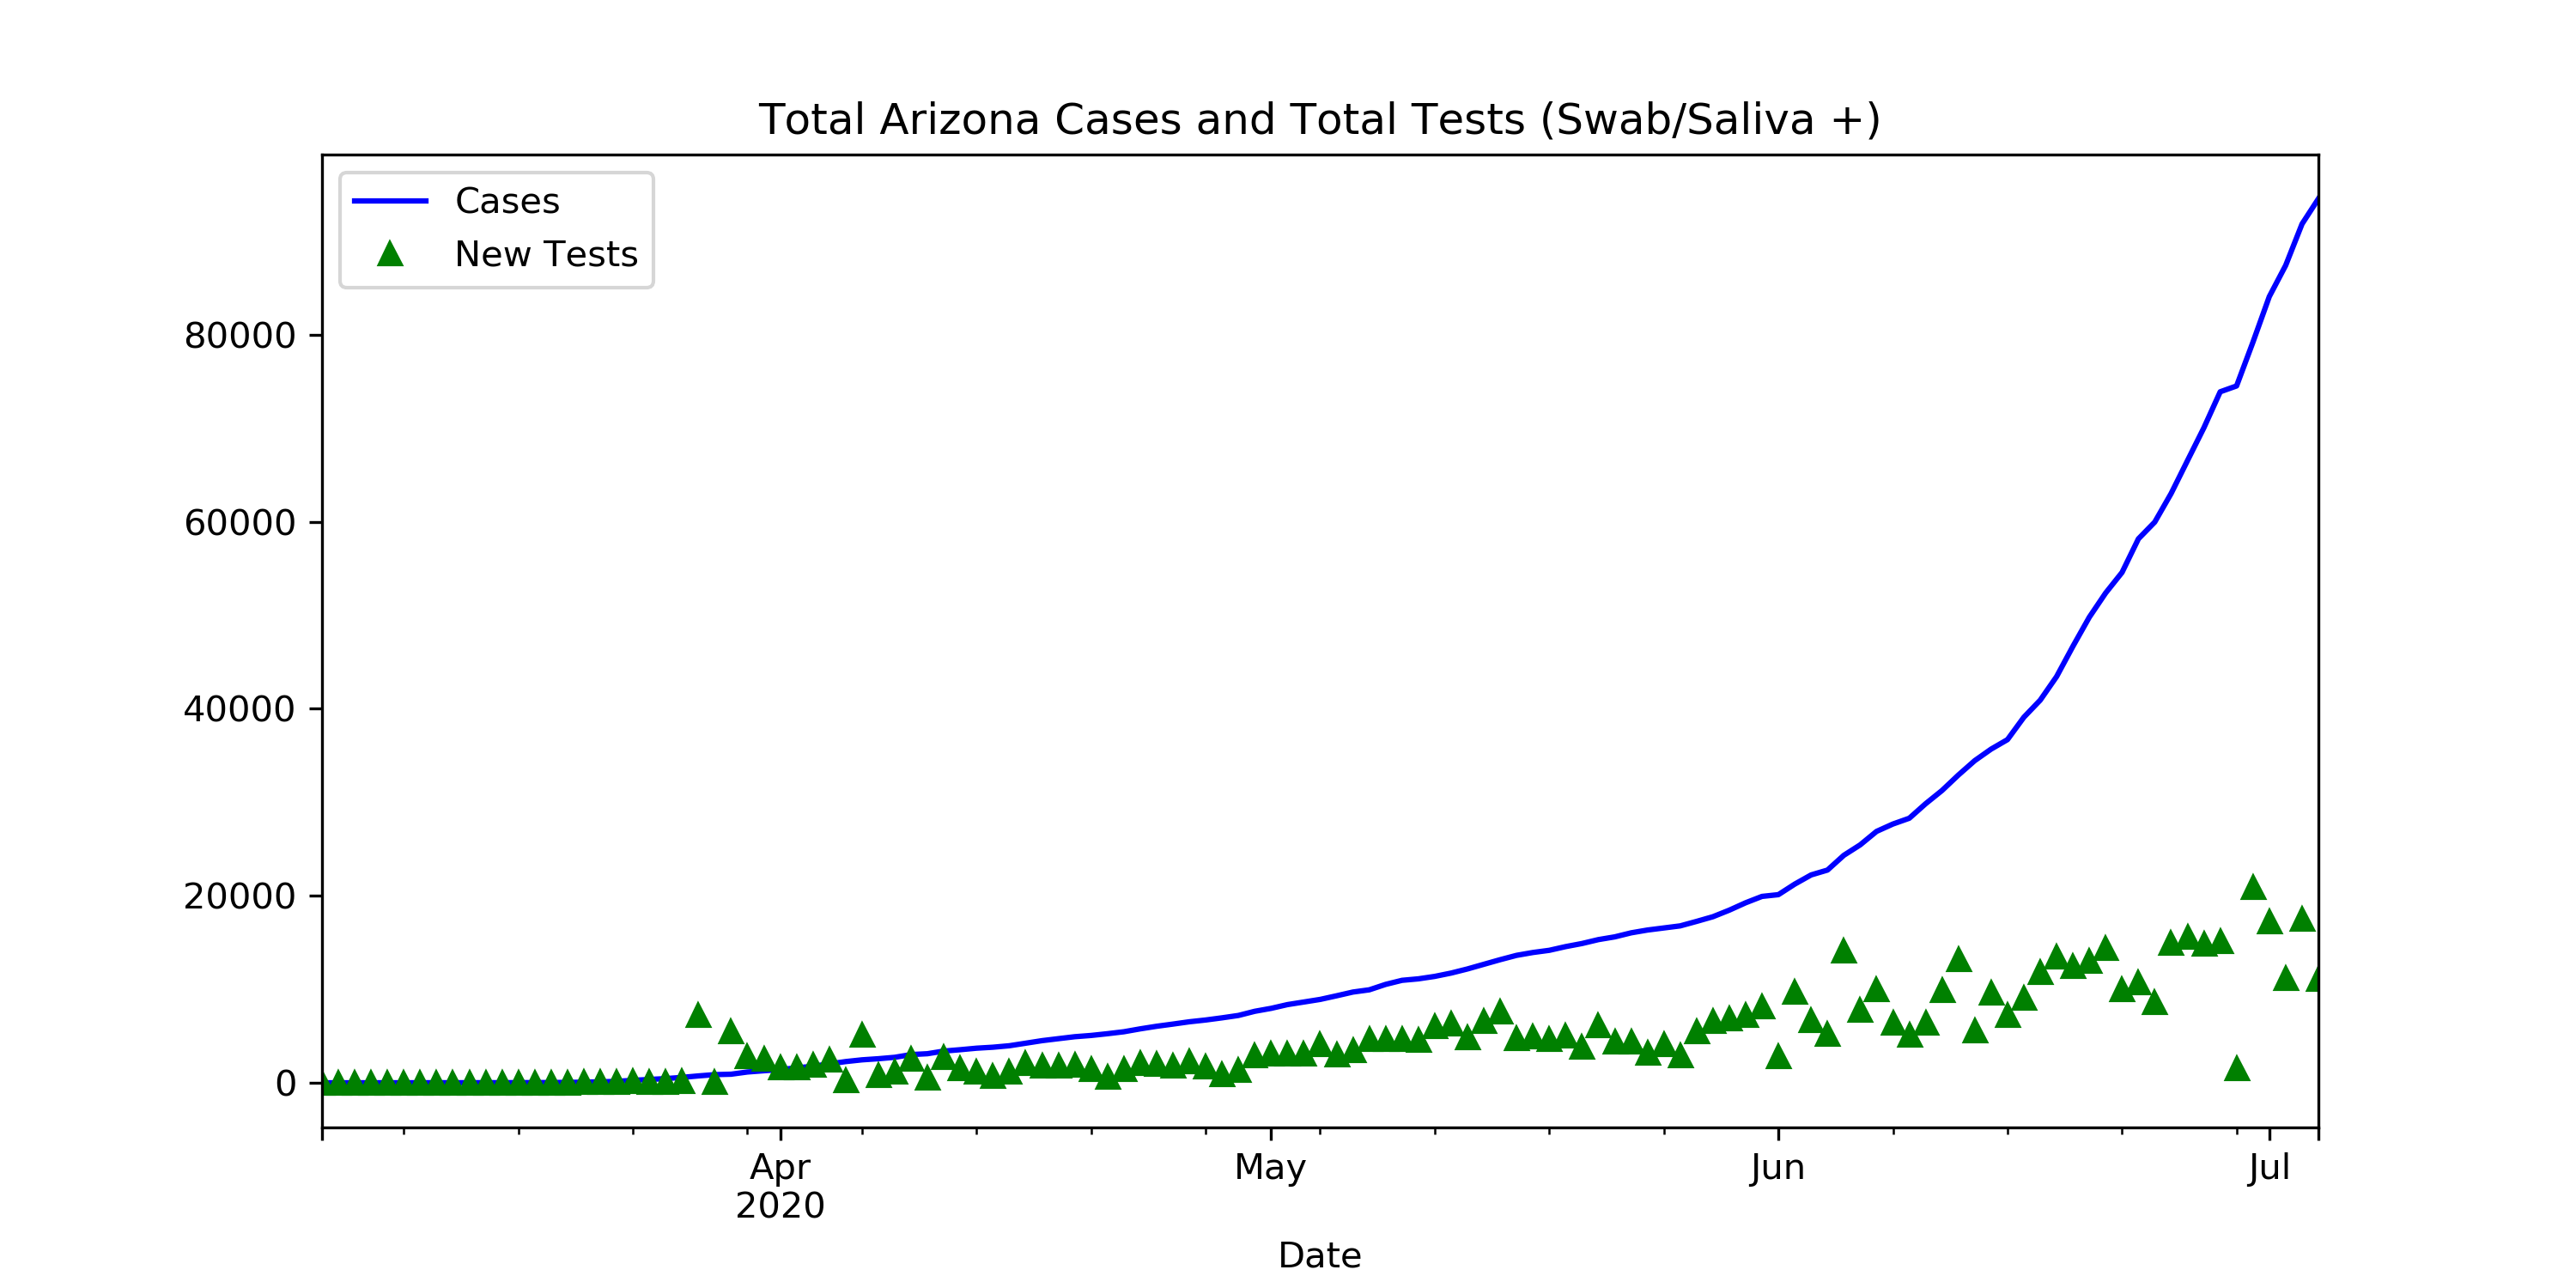 Total Arizona Cases and Total Tests (Swab/Saliva +)
Cases
New Tests
80000
60000
40000
20000
0
Apr
2020
May
Jun
Jul
Date